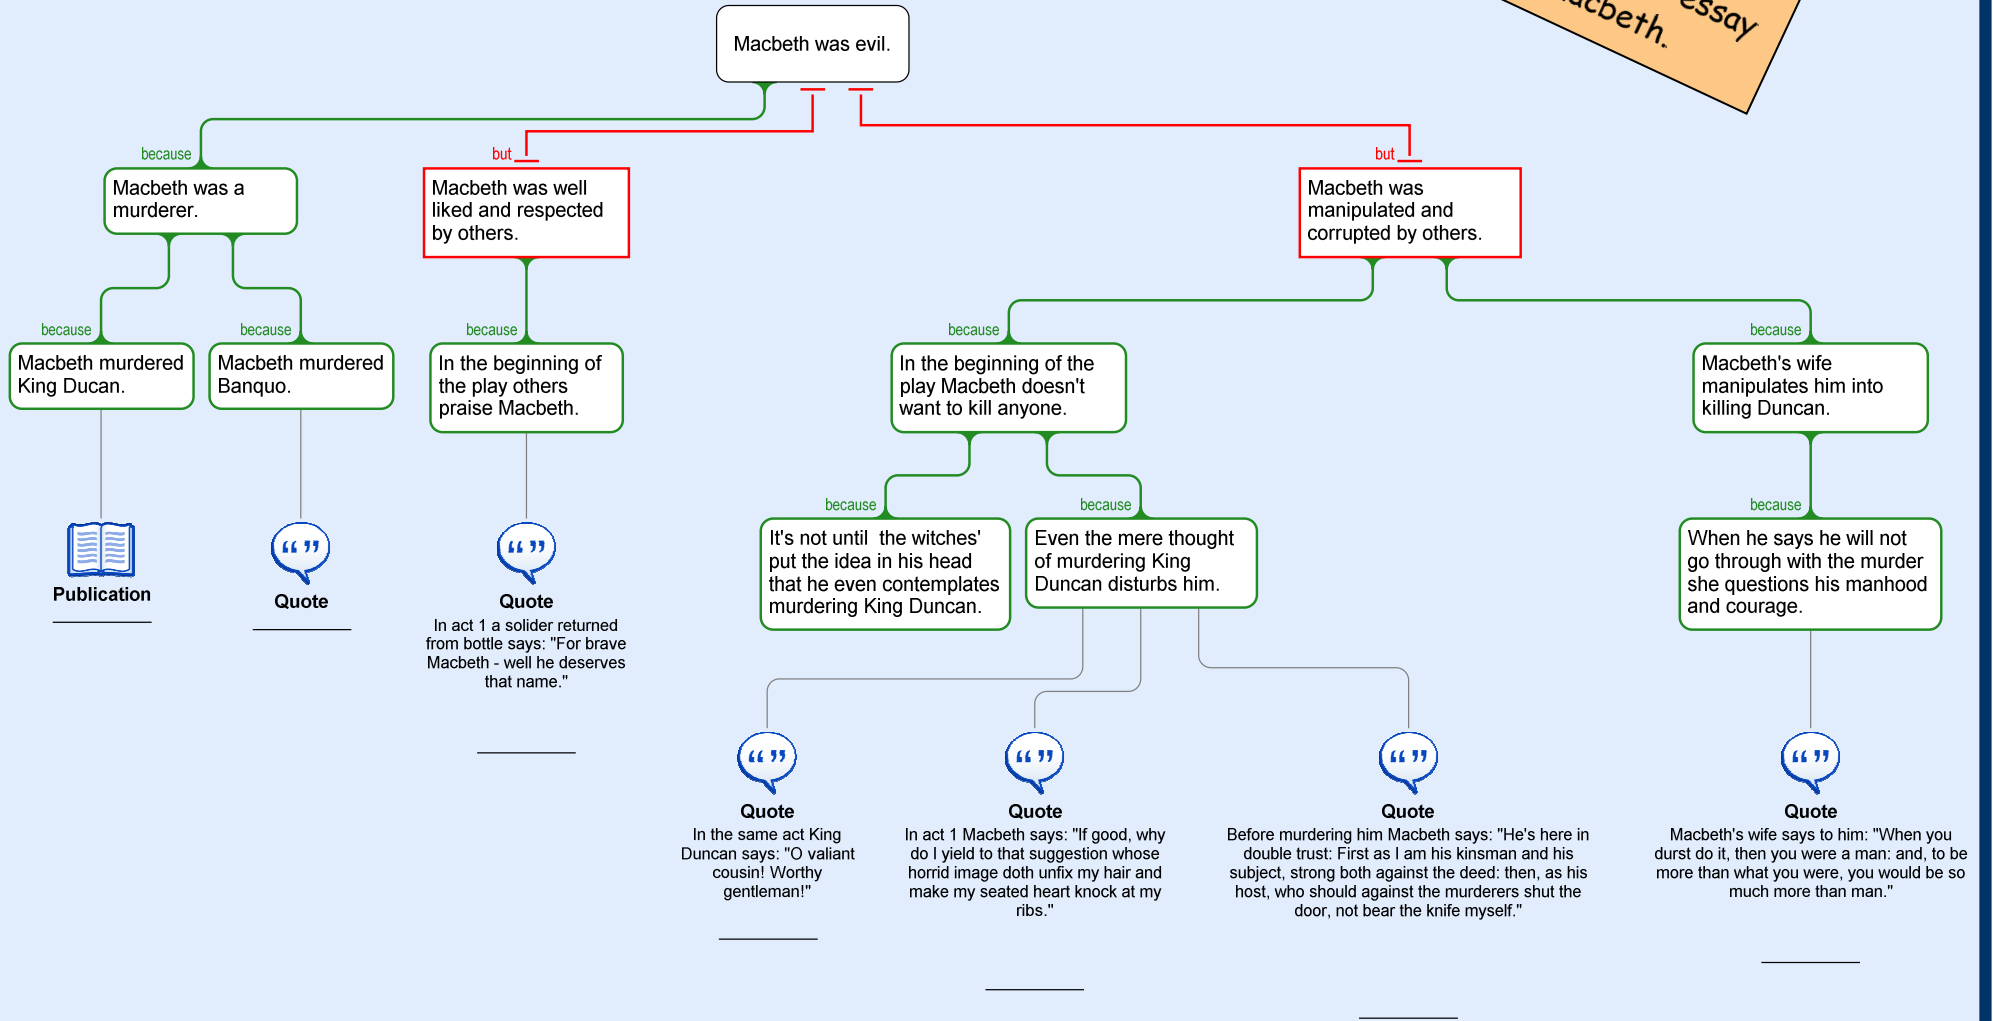 essay
Macbeth.
Macbeth was evil.
because
Macbeth was a
murderer.
but
Macbeth was well
liked and respected
by others.
but
Macbeth was
manipulated and
corrupted by others.
because
Macbeth murdered
King Ducan.
because
Macbeth murdered
Banquo.
because
In the beginning of
the play others
praise Macbeth.
because
In the beginning of the
play Macbeth doesn't
want to kill anyone.
because
Macbeth's wife
manipulates him into
killing Duncan.
because
It's not until  the witches'
put the idea in his head
that he even contemplates
murdering King Duncan.
because
Even the mere thought
of murdering King
Duncan disturbs him.
because
When he says he will not
go through with the murder
she questions his manhood
and courage.
Publication
“ ”
Quote
“ ”
Quote
In act 1 a solider returned
from bottle says: "For brave
Macbeth - well he deserves
that name."
“ ”
Quote
In the same act King
Duncan says: "O valiant
cousin! Worthy
gentleman!"
“ ”
Quote
In act 1 Macbeth says: "If good, why
do I yield to that suggestion whose
horrid image doth unfix my hair and
make my seated heart knock at my
ribs."
“ ”
Quote
Before murdering him Macbeth says: "He's here in
double trust: First as I am his kinsman and his
subject, strong both against the deed: then, as his
host, who should against the murderers shut the
door, not bear the knife myself."
“ ”
Quote
Macbeth's wife says to him: "When you
durst do it, then you were a man: and, to be
more than what you were, you would be so
much more than man."